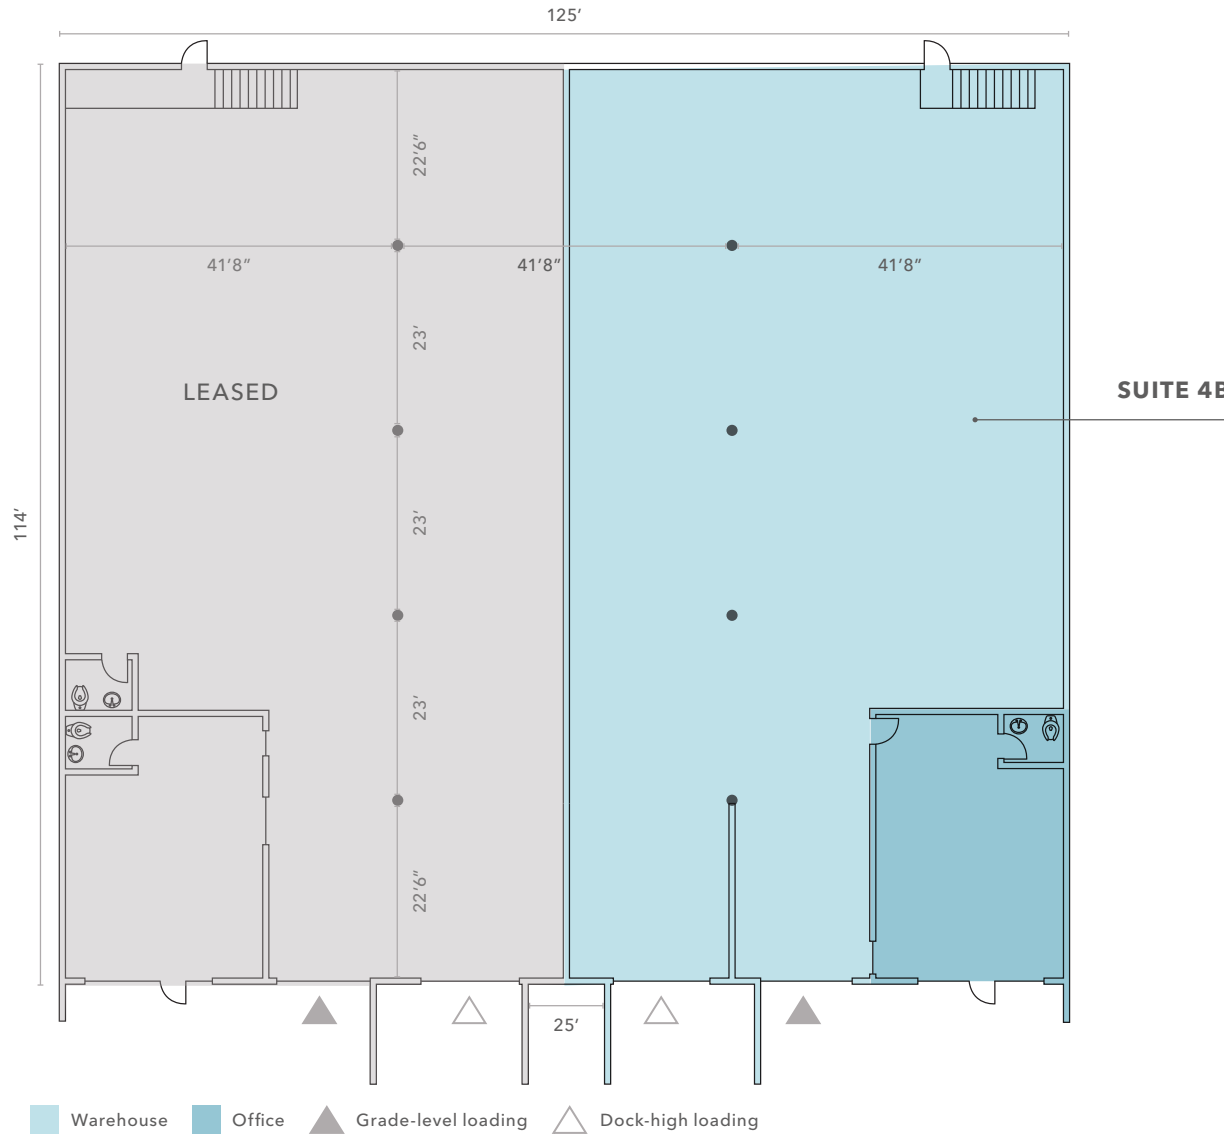 125’
22’6”
41’8”
41’8”
41’8”
23’
LEASED
SUITE 4B
114’
23’
23’
22’6”
25’
Warehouse
Office
Grade-level loading
Dock-high loading